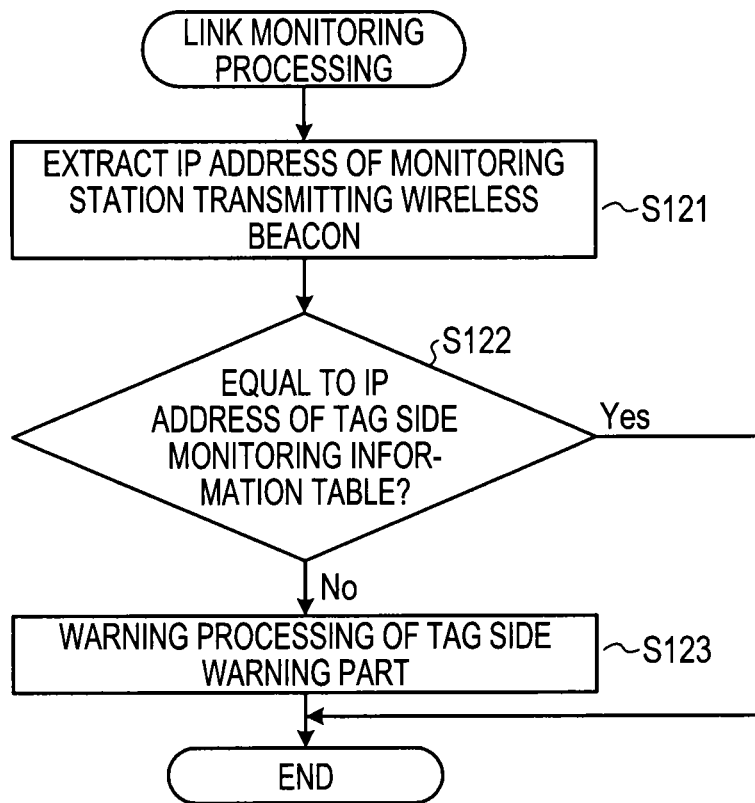 LINK MONITORING
PROCESSING
EXTRACT IP ADDRESS OF MONITORING
STATION TRANSMITTING WIRELESS
BEACON
S121
S122
EQUAL TO IP
ADDRESS OF TAG SIDE
MONITORING INFOR-
MATION TABLE?
Yes
No
WARNING PROCESSING OF TAG SIDE
WARNING PART
S123
END